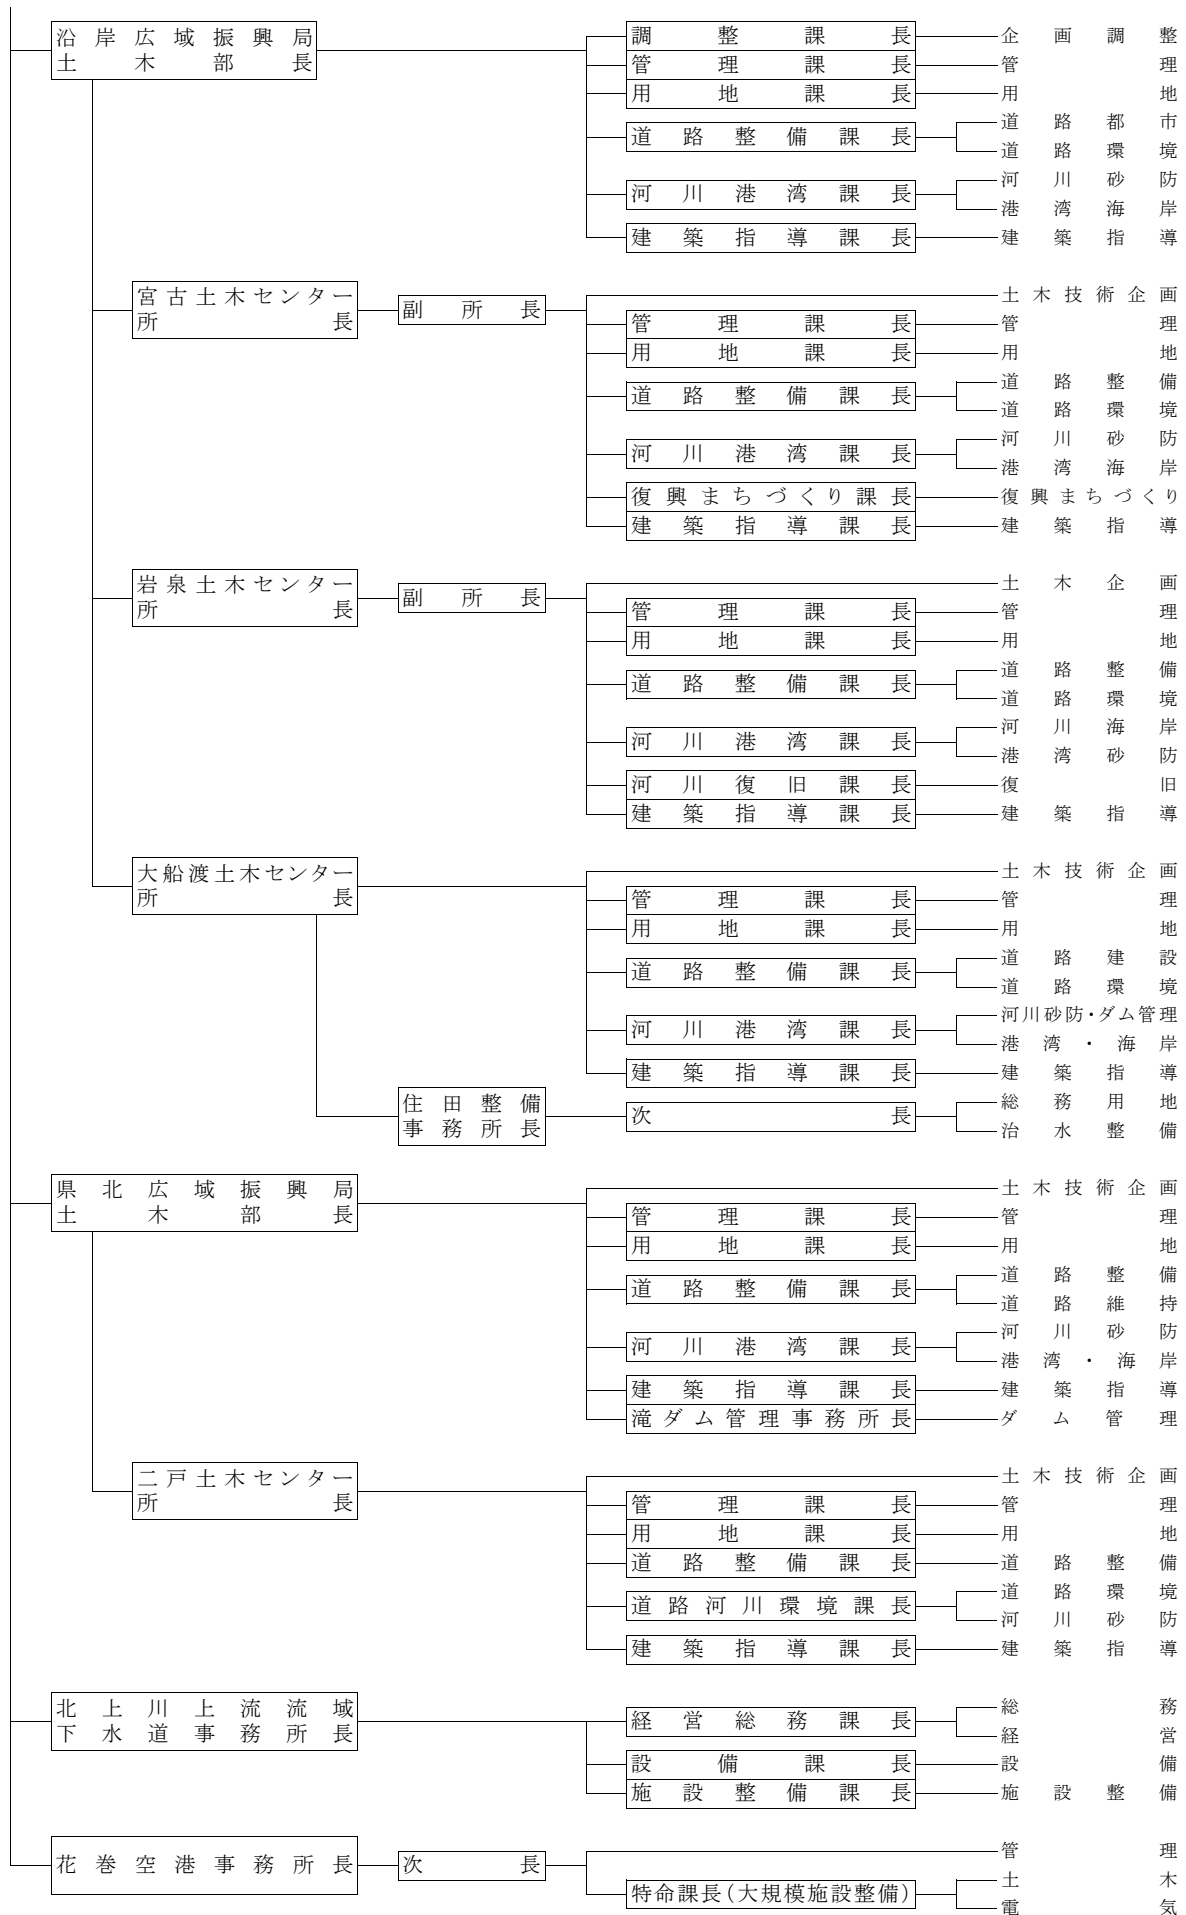 沿岸広域振興局
土木部長
調整課長 企画調整
管理課長 管理
用地課長 用地
道路整備課長 道路都市
道路環境
河川港湾課長 河川砂防
港湾海岸
建築指導課長 建築指導
宮古土木センター
所長
副所長
土木技術企画
管理課長 管理
用地課長 用地
道路整備課長 道路整備
道路環境
河川港湾課長 河川砂防
港湾海岸
復興まちづくり課長 復興まちづくり
建築指導課長 建築指導
岩泉土木センター
所長
副所長
土木企画
管理課長 管理
用地課長 用地
道路整備課長 道路整備
道路環境
河川港湾課長 河川海岸
港湾砂防
河川復旧課長 復旧
建築指導課長 建築指導
大船渡土木センター
所長
土木技術企画
管理課長 管理
用地課長 用地
道路整備課長 道路建設
道路環境
河川港湾課長 河川砂防・ダム管理
港湾・海岸
建築指導課長 建築指導
住田整備
事務所長
次長 総務用地
治水整備
県北広域振興局
土木部長
土木技術企画
管理課長 管理
用地課長 用地
道路整備課長 道路整備
道路維持
河川港湾課長 河川砂防
港湾・海岸
建築指導課長 建築指導
滝ダム管理事務所長 ダム管理
二戸土木センター
所長
土木技術企画
管理課長 管理
用地課長 用地
道路整備課長 道路整備
道路河川環境課長 道路環境
河川砂防
建築指導課長 建築指導
北上川上流流域
下水道事務所長
経営総務課長 総務
経営
設備課長 設備
施設整備課長 施設整備
花巻空港事務所長 次長
管理
特命課長(大規模施設整備) 土木
電気